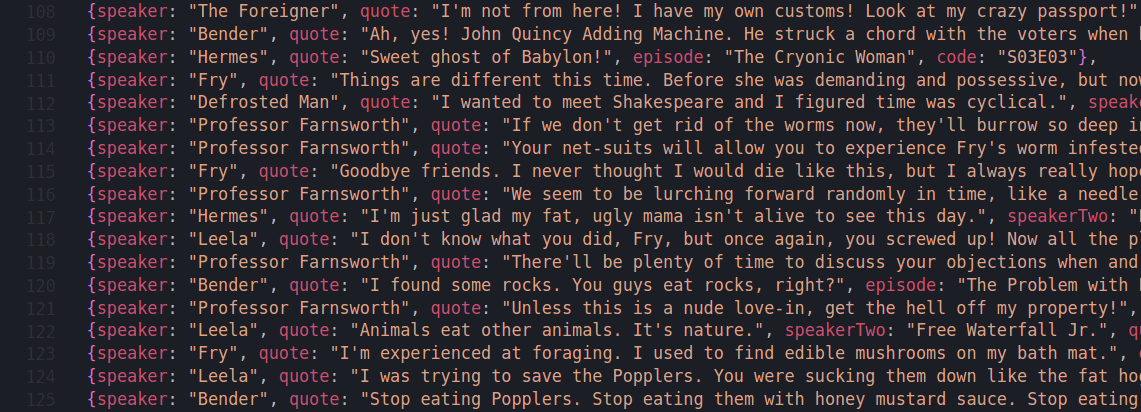 108 {speaker: "The Foreigner", quote: "I'm not from here! I have my own customs! Look at my crazy passport!"
109 {speaker: "Bender", quote: "Ah, yes! John Quincy Adding Machine. He struck a chord with the voters when
110 {speaker: "Hermes", quote: "Sweet ghost of Babylon!", episode: "The Cryonic Woman", code: "S03E03"},
111 {speaker: "Fry", quote: "Things are different this time. Before she was demanding and possessive, but now
112 {speaker: "Defrosted Man", quote: "I wanted to meet Shakespeare and I figured time was cyclical.", speake
113 {speaker: "Professor Farnsworth", quote: "If we don't get rid of the worms now, they'll burrow so deep i
114 {speaker: "Professor Farnsworth", quote: "Your net-suits will allow you to experience Fry's worm infeste
115 {speaker: "Fry", quote: "Goodbye friends. I never thought I would die like this, but I always really hope
116 {speaker: "Professor Farnsworth", quote: "We seem to be lurching forward randomly in time, like a needle
117 {speaker: "Hermes", quote: "I'm just glad my fat, ugly mama isn't alive to see this day.", speakerTwo: "
118 {speaker: "Leela", quote: "I don't know what you did, Fry, but once again, you screwed up! Now all the pl
119 {speaker: "Professor Farnsworth", quote: "There'll be plenty of time to discuss your objections when and
120 {speaker: "Bender", quote: "I found some rocks. You guys eat rocks, right?", episode: "The Problem with
121 {speaker: "Professor Farnsworth", quote: "Unless this is a nude love-in, get the hell off my property!",
122 {speaker: "Leela", quote: "Animals eat other animals. It's nature.", speakerTwo: "Free Waterfall Jr.", q
123 {speaker: "Fry", quote: "I'm experienced at foraging. I used to find edible mushrooms on my bath mat.",
124 {speaker: "Leela", quote: "I was trying to save the Popplers. You were sucking them down like the fat ho
125 {speaker: "Bender", quote: "Stop eating Popplers. Stop eating them with honey mustard sauce. Stop eating